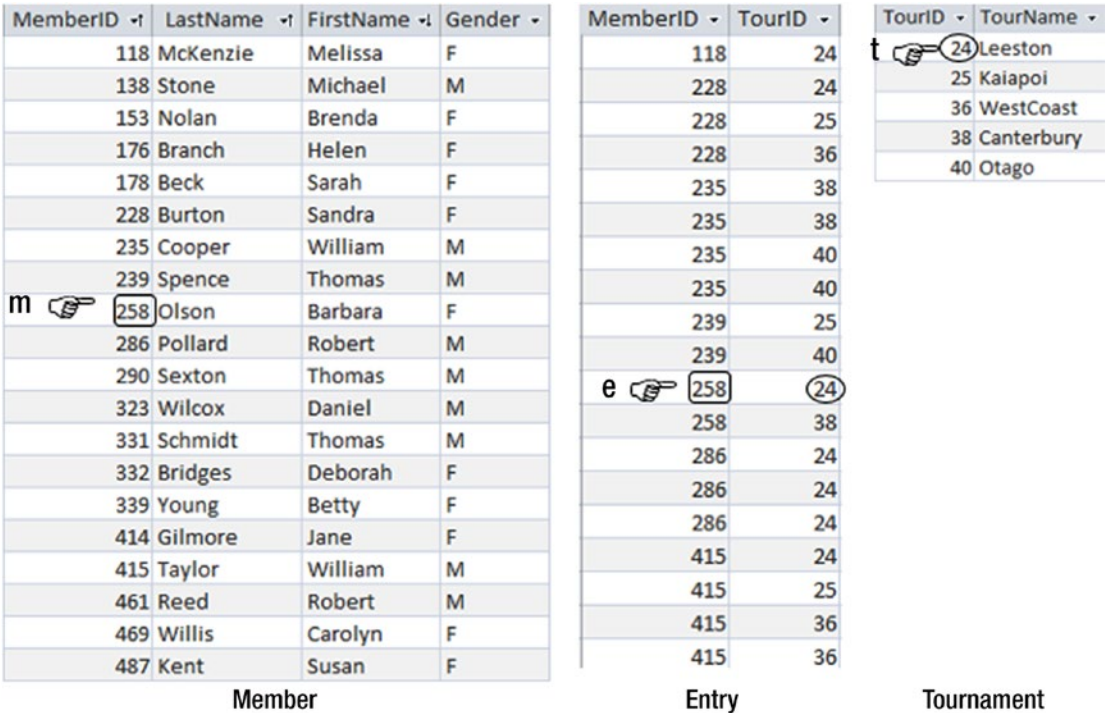 MemberID LastName FirstName Gender
118 McKenzie Melissa F
138 Stone Michael M
153 Nolan Brenda F
176 Branch Helen F
178 Beck Sarah F
228 Burton Sandra F
235 Cooper William M
239 Spence Thomas M
m 258 Olson Barbara F
286 Pollard Robert M
290 Sexton Thomas M
323 Wilcox Daniel M
331 Schmidt Thomas M
332 Bridges Deborah F
339 Young Betty F
414 Gilmore Jane F
415 Taylor William M
461 Reed Robert M
469 Willis Carolyn F
487 Kent Susan F
Member
MemberID TourID
118 24
228 24
228 25
228 36
235 38
235 38
235 40
235 40
239 25
239 40
e 258 24
258 38
286 24
286 24
286 24
415 24
415 25
415 36
415 36
Entry
TourID TourName
t 24 Leeston
25 Kaiapoi
36 WestCoast
38 Canterbury
40 Otago
Tournament